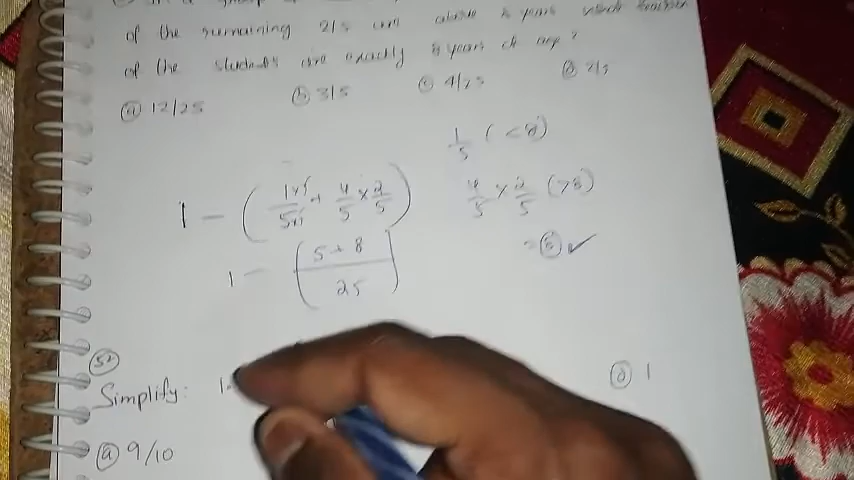 of the remaining 2/5 are above 8 years which fraction
of the students are exactly 8 years of age?
ⓐ 12/25 ⓑ 3/5 ⓒ 4/25 ⓓ 2/5
1/5 (<8)
1 - (1×5/5×5 + 4/5 × 2/5) 4/5 × 2/5 (>8)
= ⑧ ✓
1 - (5+8/25)
52
Simplify: ⓓ 1
ⓐ 9/10